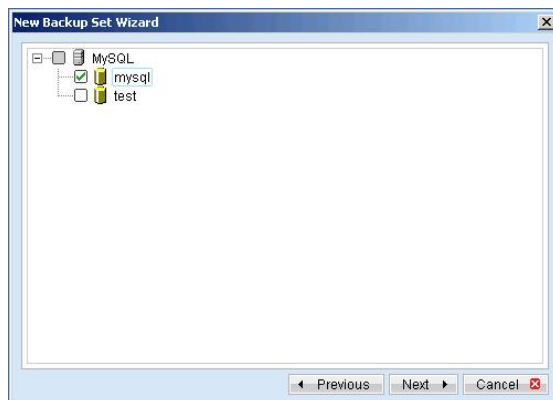 New Backup Set Wizard
MySQL
mysql
test
Previous Next Cancel